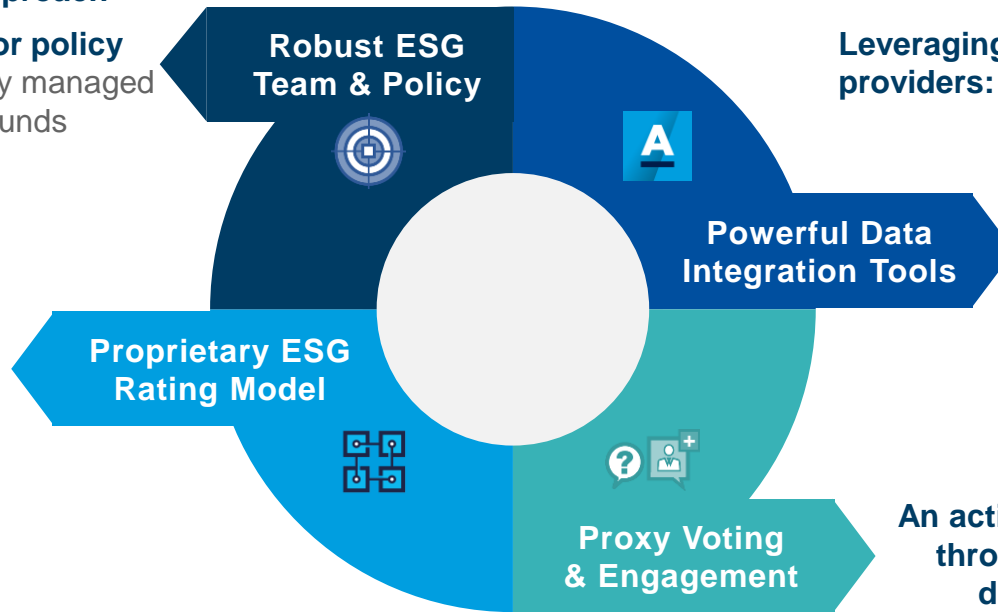 or policy
y managed
unds
Robust ESG
Team & Policy
Leveraging
providers:
A
Powerful Data
Integration Tools
Proprietary ESG
Rating Model
?
+
Proxy Voting
& Engagement
An acti
thro
d